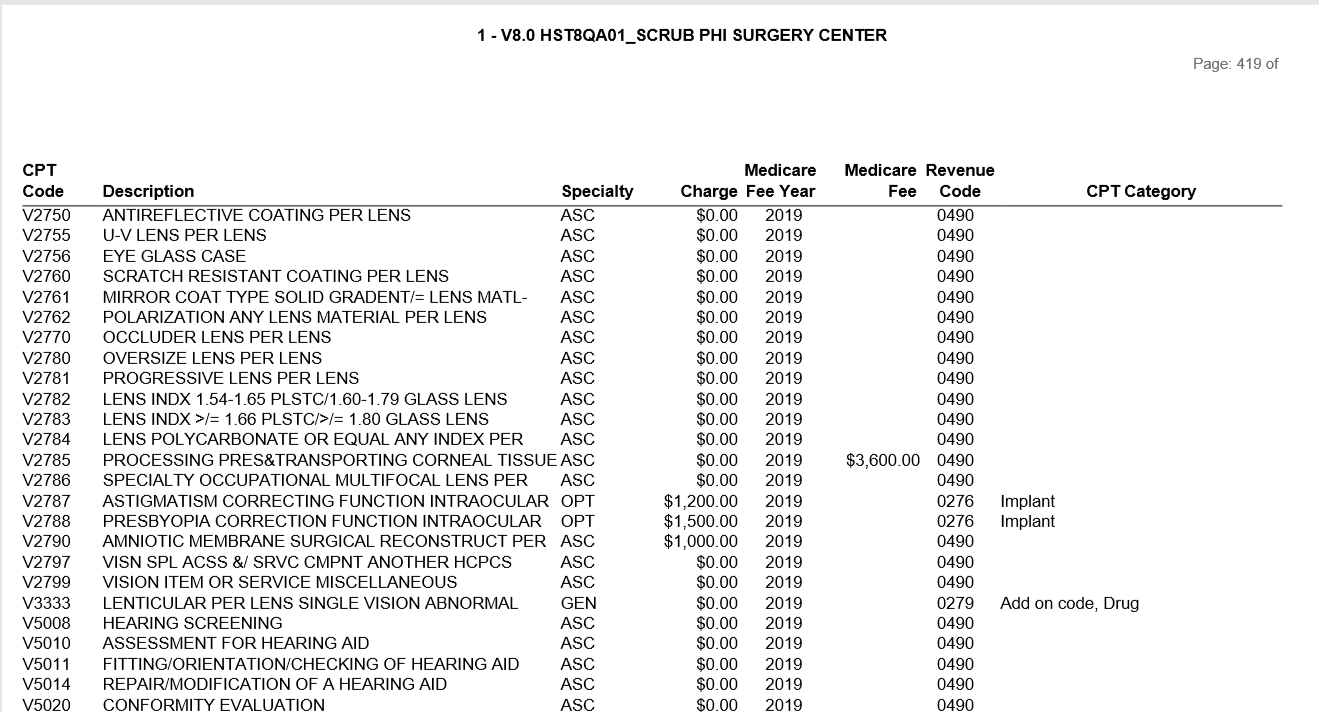 1 - V8.0 HST8QA01_SCRUB PHI SURGERY CENTER
Page: 419 of
CPT Code Description Specialty Charge Medicare Fee Year Medicare Fee Revenue Code CPT Category
V2750 ANTIREFLECTIVE COATING PER LENS ASC $0.00 2019 0490
V2755 U-V LENS PER LENS ASC $0.00 2019 0490
V2756 EYE GLASS CASE ASC $0.00 2019 0490
V2760 SCRATCH RESISTANT COATING PER LENS ASC $0.00 2019 0490
V2761 MIRROR COAT TYPE SOLID GRADENT/= LENS MATL- ASC $0.00 2019 0490
V2762 POLARIZATION ANY LENS MATERIAL PER LENS ASC $0.00 2019 0490
V2770 OCCLUDER LENS PER LENS ASC $0.00 2019 0490
V2780 OVERSIZE LENS PER LENS ASC $0.00 2019 0490
V2781 PROGRESSIVE LENS PER LENS ASC $0.00 2019 0490
V2782 LENS INDX 1.54-1.65 PLSTC/1.60-1.79 GLASS LENS ASC $0.00 2019 0490
V2783 LENS INDX >/= 1.66 PLSTC/>/= 1.80 GLASS LENS ASC $0.00 2019 0490
V2784 LENS POLYCARBONATE OR EQUAL ANY INDEX PER ASC $0.00 2019 0490
V2785 PROCESSING PRES&TRANSPORTING CORNEAL TISSUE ASC $0.00 2019 $3,600.00 0490
V2786 SPECIALTY OCCUPATIONAL MULTIFOCAL LENS PER ASC $0.00 2019 0490
V2787 ASTIGMATISM CORRECTING FUNCTION INTRAOCULAR OPT $1,200.00 2019 0276 Implant
V2788 PRESBYOPIA CORRECTION FUNCTION INTRAOCULAR OPT $1,500.00 2019 0276 Implant
V2790 AMNIOTIC MEMBRANE SURGICAL RECONSTRUCT PER ASC $1,000.00 2019 0490
V2797 VISN SPL ACSS &/ SRVC CMPNT ANOTHER HCPCS ASC $0.00 2019 0490
V2799 VISION ITEM OR SERVICE MISCELLANEOUS ASC $0.00 2019 0490
V3333 LENTICULAR PER LENS SINGLE VISION ABNORMAL GEN $0.00 2019 0279 Add on code, Drug
V5008 HEARING SCREENING ASC $0.00 2019 0490
V5010 ASSESSMENT FOR HEARING AID ASC $0.00 2019 0490
V5011 FITTING/ORIENTATION/CHECKING OF HEARING AID ASC $0.00 2019 0490
V5014 REPAIR/MODIFICATION OF A HEARING AID ASC $0.00 2019 0490
V5020 CONFORMITY EVALUATION ASC $0.00 2019 0490